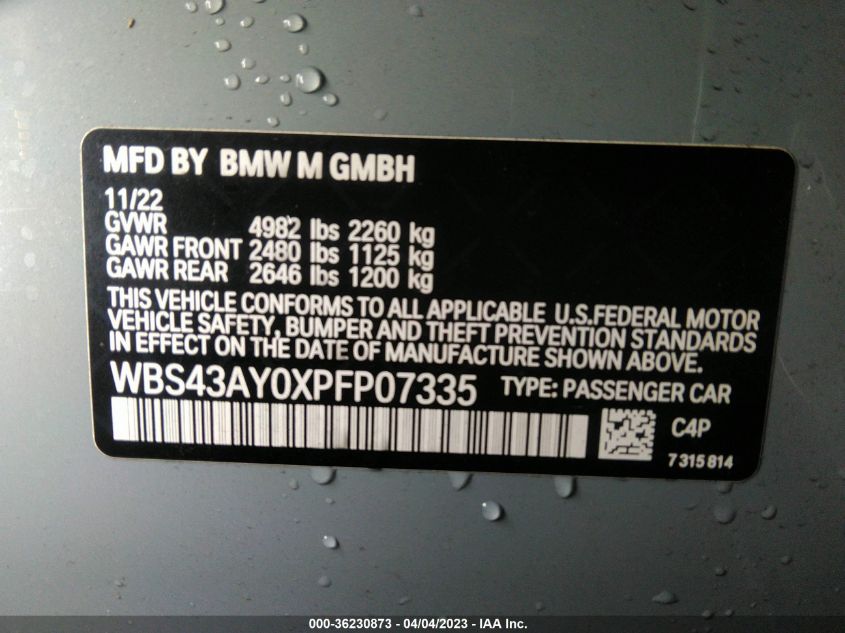 MFD BY BMW M GMBH
11/22
GVWR 4982 lbs 2260 kg
GAWR FRONT 2480 lbs 1125 kg
GAWR REAR 2646 lbs 1200 kg
THIS VEHICLE CONFORMS TO ALL APPLICABLE U.S.FEDERAL MOTOR
VEHICLE SAFETY, BUMPER AND THEFT PREVENTION STANDARDS
IN EFFECT ON THE DATE OF MANUFACTURE SHOWN ABOVE.
WBS43AY0XPFP07335 TYPE: PASSENGER CAR
C4P
7 315 814
000-36230873 - 04/04/2023 - IAA Inc.